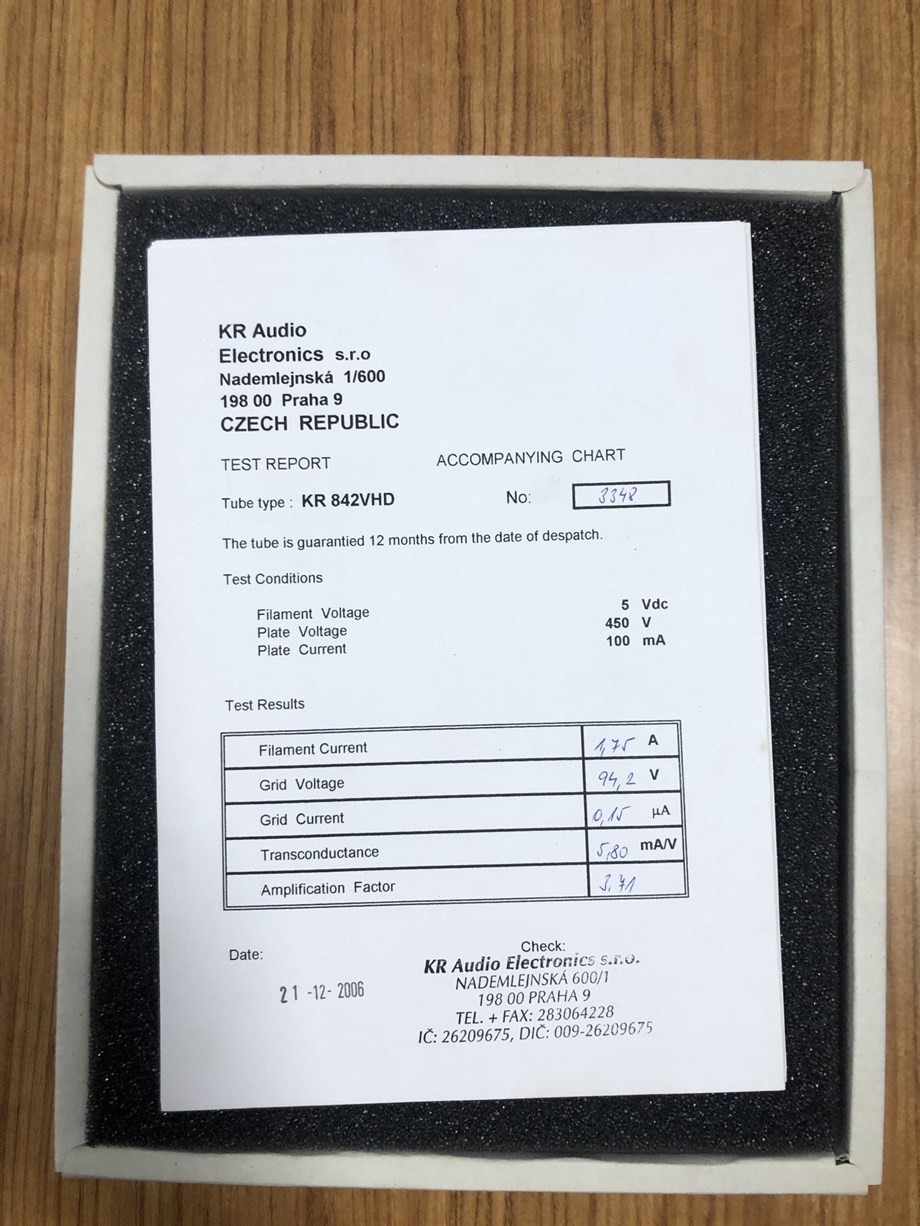 KR Audio
Electronics s.r.o
Nademlejnská 1/600
198 00 Praha 9
CZECH REPUBLIC
TEST REPORT ACCOMPANYING CHART
Tube type : KR 842VHD No: 3348
The tube is guarantied 12 months from the date of despatch.
Test Conditions
Filament Voltage 5 Vdc
Plate Voltage 450 V
Plate Current 100 mA
Test Results
Filament Current 1,75 A
Grid Voltage 94,2 V
Grid Current 0,15 µA
Transconductance 5,80 mA/V
Amplification Factor 3.71
Date: Check:
21-12-2006
KR Audio Electronics s.r.o.
NADEMLEJNSKÁ 600/1
198 00 PRAHA 9
TEL. + FAX: 283064228
IČ: 26209675, DIČ: 009-26209675